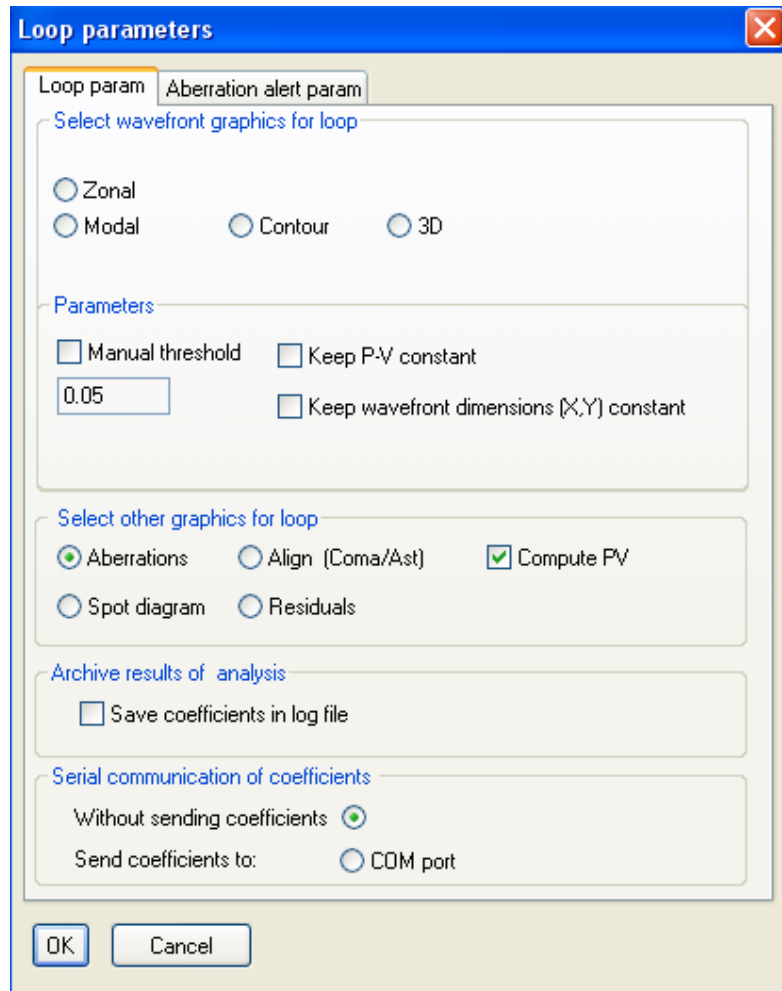 Loop parameters
Loop param Aberration alert param
Select wavefront graphics for loop
Zonal
Modal Contour 3D
Parameters
Manual threshold Keep P-V constant
0.05
Keep wavefront dimensions (X,Y) constant
Select other graphics for loop
Aberrations Align (Coma/Ast) Compute PV
Spot diagram Residuals
Archive results of analysis
Save coefficients in log file
Serial communication of coefficients
Without sending coefficients
Send coefficients to: COM port
OK Cancel